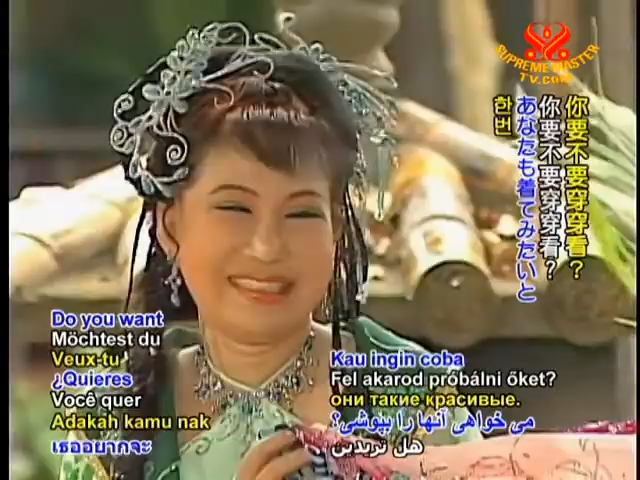 SUPREME MASTER
TV.COM
你要不要穿穿看？
你要不要穿穿看？
あなたも着てみたいと
한번
Do you want
Möchtest du
Veux-tu
¿Quieres
Você quer
Adakah kamu nak
เธออยากจะ
Kau ingin coba
Fel akarod próbálni őket?
они такие красивые.
می خواهی آنها را بپوشی؟
هل تريدين